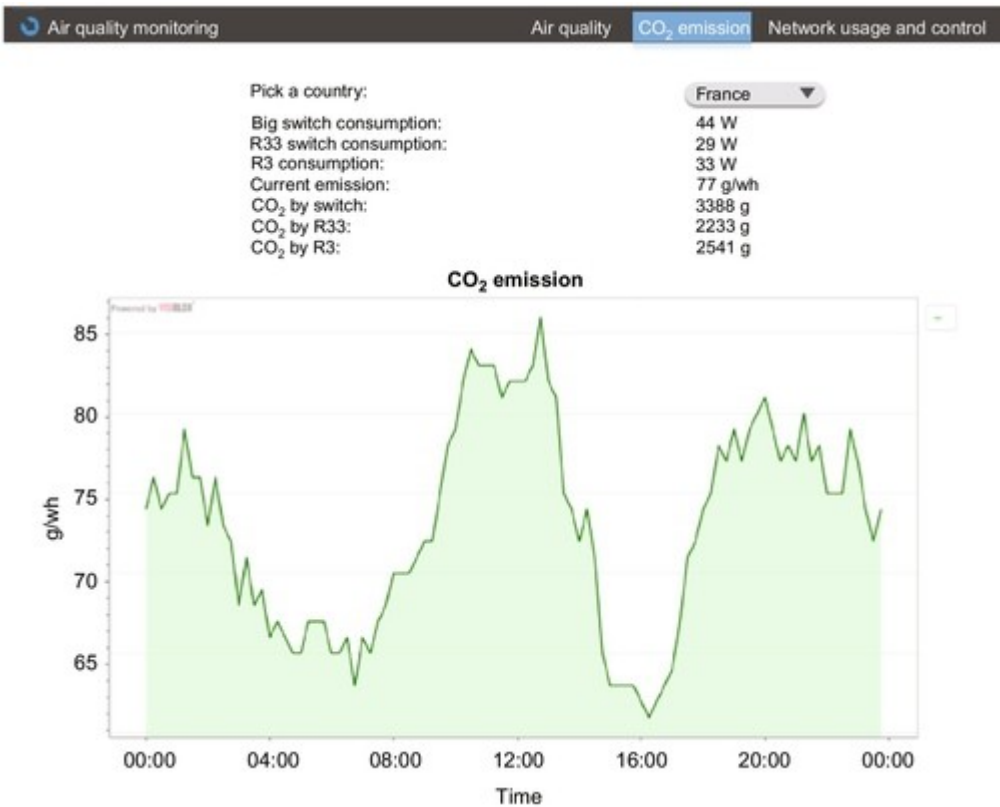 Air quality monitoring Air quality CO₂ emission Network usage and control
Pick a country: France
Big switch consumption: 44 W
R33 switch consumption: 29 W
R3 consumption: 33 W
Current emission: 77 g/wh
CO₂ by switch: 3388 g
CO₂ by R33: 2233 g
CO₂ by R3: 2541 g
CO₂ emission
Powered by
85
80
75
70
65
g/wh
00:00 04:00 08:00 12:00 16:00 20:00 00:00
Time